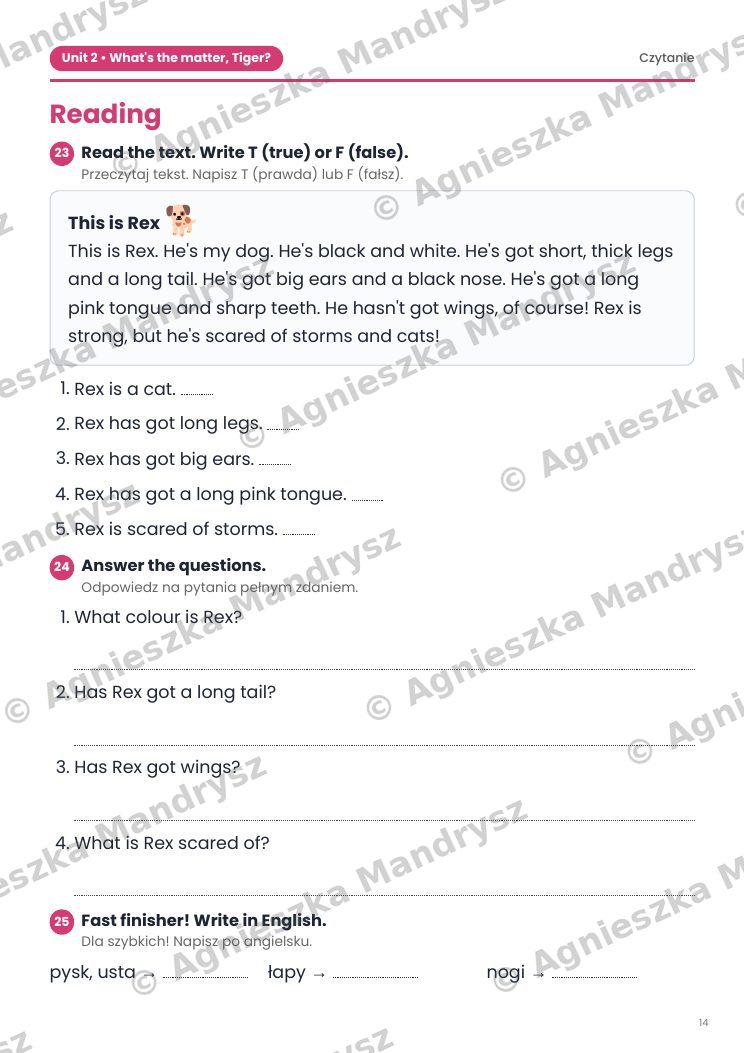 Unit 2 • What's the matter, Tiger?
Czytanie
Reading
23 Read the text. Write T (true) or F (false).
Przeczytaj tekst. Napisz T (prawda) lub F (fałsz).
This is Rex
This is Rex. He's my dog. He's black and white. He's got short, thick legs
and a long tail. He's got big ears and a black nose. He's got a long
pink tongue and sharp teeth. He hasn't got wings, of course! Rex is
strong, but he's scared of storms and cats!
1. Rex is a cat.
2. Rex has got long legs.
3. Rex has got big ears.
4. Rex has got a long pink tongue.
5. Rex is scared of storms.
24 Answer the questions.
Odpowiedz na pytania pełnym zdaniem.
1. What colour is Rex?
2. Has Rex got a long tail?
3. Has Rex got wings?
4. What is Rex scared of?
25 Fast finisher! Write in English.
Dla szybkich! Napisz po angielsku.
pysk, usta → łapy → nogi →
14
© Agnieszka Mandrysz